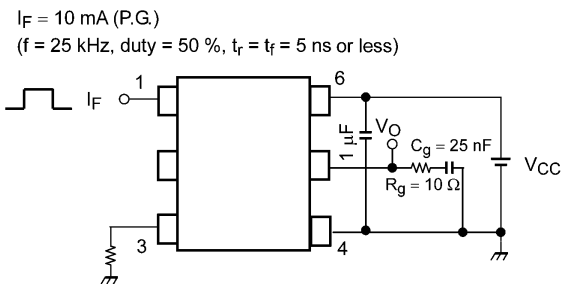 IF = 10 mA (P.G.)
(f = 25 kHz, duty = 50 %, tr = tf = 5 ns or less)
1
6
IF
1 μF
VO
Cg = 25 nF
VCC
Rg = 10 Ω
3
4